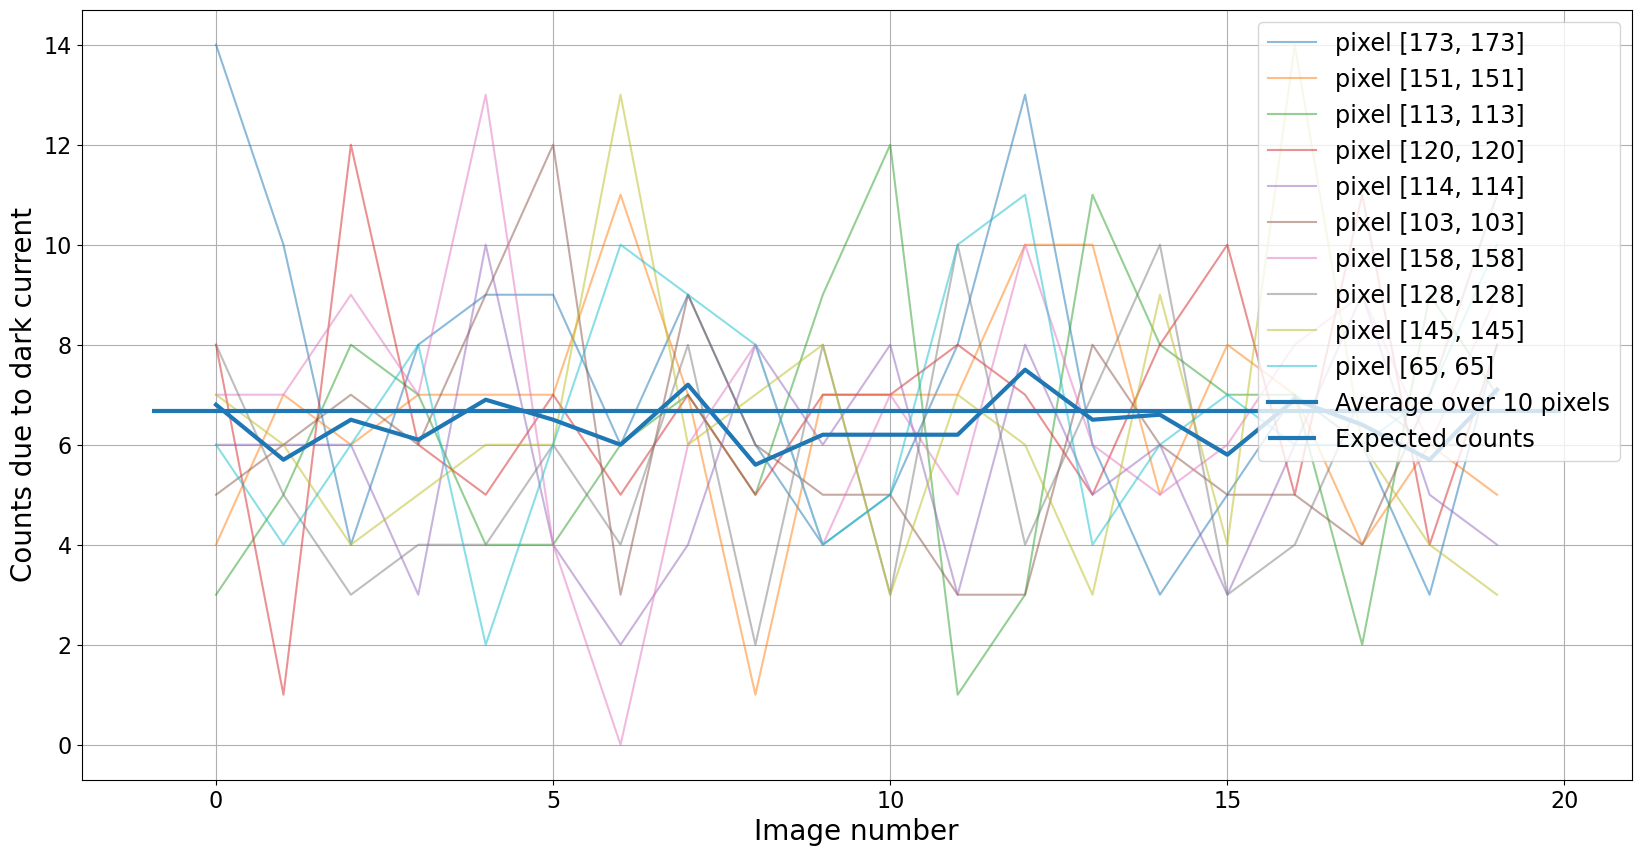 14
12
10
8
6
4
2
0
Counts due to dark current
pixel [173, 173]
pixel [151, 151]
pixel [113, 113]
pixel [120, 120]
pixel [114, 114]
pixel [103, 103]
pixel [158, 158]
pixel [128, 128]
pixel [145, 145]
pixel [65, 65]
Average over 10 pixels
Expected counts
0 5 10 15 20
Image number